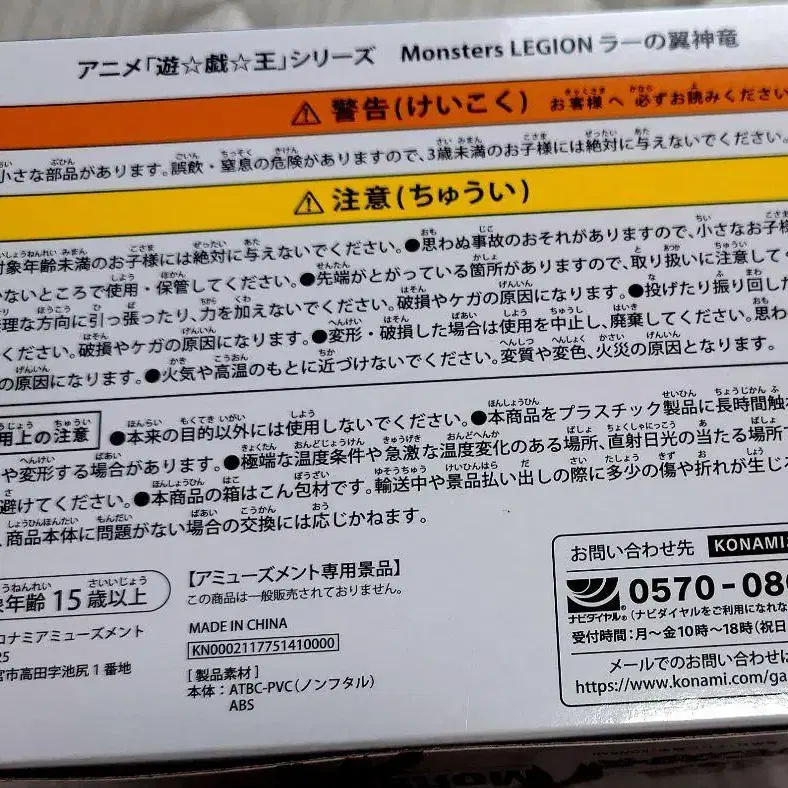 アニメ「遊☆戯☆王」シリーズ Monsters LEGION ラーの翼神竜
⚠ 警告(けいこく) お客様へ 必ずお読みください
小さな部品があります。誤飲・窒息の危険がありますので、3歳未満のお子様には絶対に与えないでください。
⚠ 注意(ちゅうい)
対象年齢未満のお子様には絶対に与えないでください。●思わぬ事故のおそれがありますので、小さなお子様
ないところで使用・保管してください。●先端がとがっている箇所がありますので、取り扱いに注意して
無理な方向に引っ張ったり、力を加えないでください。破損やケガの原因になります。●投げたり振り回した
ください。破損やケガの原因になります。●変形・破損した場合は使用を中止し、廃棄してください。思わ
の原因になります。●火気や高温のもとに近づけないでください。変質や変色、火災の原因となります。
用上の注意 ●本来の目的以外には使用しないでください。●本商品をプラスチック製品に長時間触
や変形する場合があります。●極端な温度条件や急激な温度変化のある場所、直射日光の当たる場所
避けてください。●本商品の箱はこん包材です。輸送中や景品払い出しの際に多少の傷や折れが生じ
、商品本体に問題がない場合の交換には応じかねます。
象年齢 15歳以上
コナミアミューズメント
25
宮市高田字池尻1番地
【アミューズメント専用景品】
この商品は一般販売されておりません。
MADE IN CHINA
KN0002117751410000
[製品素材]
本体:ATBC-PVC(ノンフタル)
ABS
お問い合わせ先 KONAMI
ナビダイヤル® 0570-08
(ナビダイヤルをご利用になれな
受付時間:月~金10時~18時(祝日
メールでのお問い合わせは
https://www.konami.com/ga